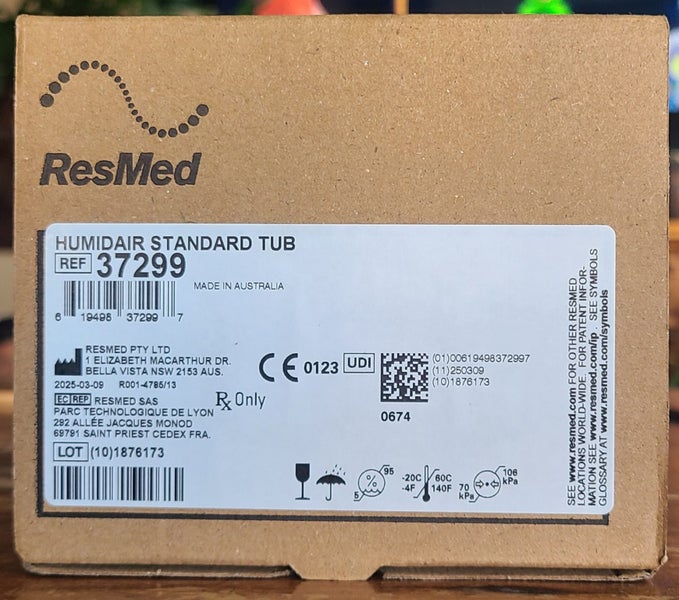 ResMed
HUMIDAIR STANDARD TUB
REF 37299
MADE IN AUSTRALIA
6 19498 37299 7
RESMED PTY LTD
1 ELIZABETH MACARTHUR DR.
BELLA VISTA NSW 2153 AUS.
2025-03-09 R001-4785/13
EC REP RESMED SAS
PARC TECHNOLOGIQUE DE LYON
292 ALLÉE JACQUES MONOD
69791 SAINT PRIEST CEDEX FRA.
Rx Only
LOT (10)1876173
CE 0123 UDI
(01)00619498372997
(11)250309
(10)1876173
0674
% 5 95
-20C 60C
-4F 140F
70 kPa 106 kPa
SEE www.resmed.com FOR OTHER RESMED
LOCATIONS WORLD-WIDE. FOR PATENT INFOR-
MATION SEE www.resmed.com/ip . SEE SYMBOLS
GLOSSARY AT www.resmed.com/symbols